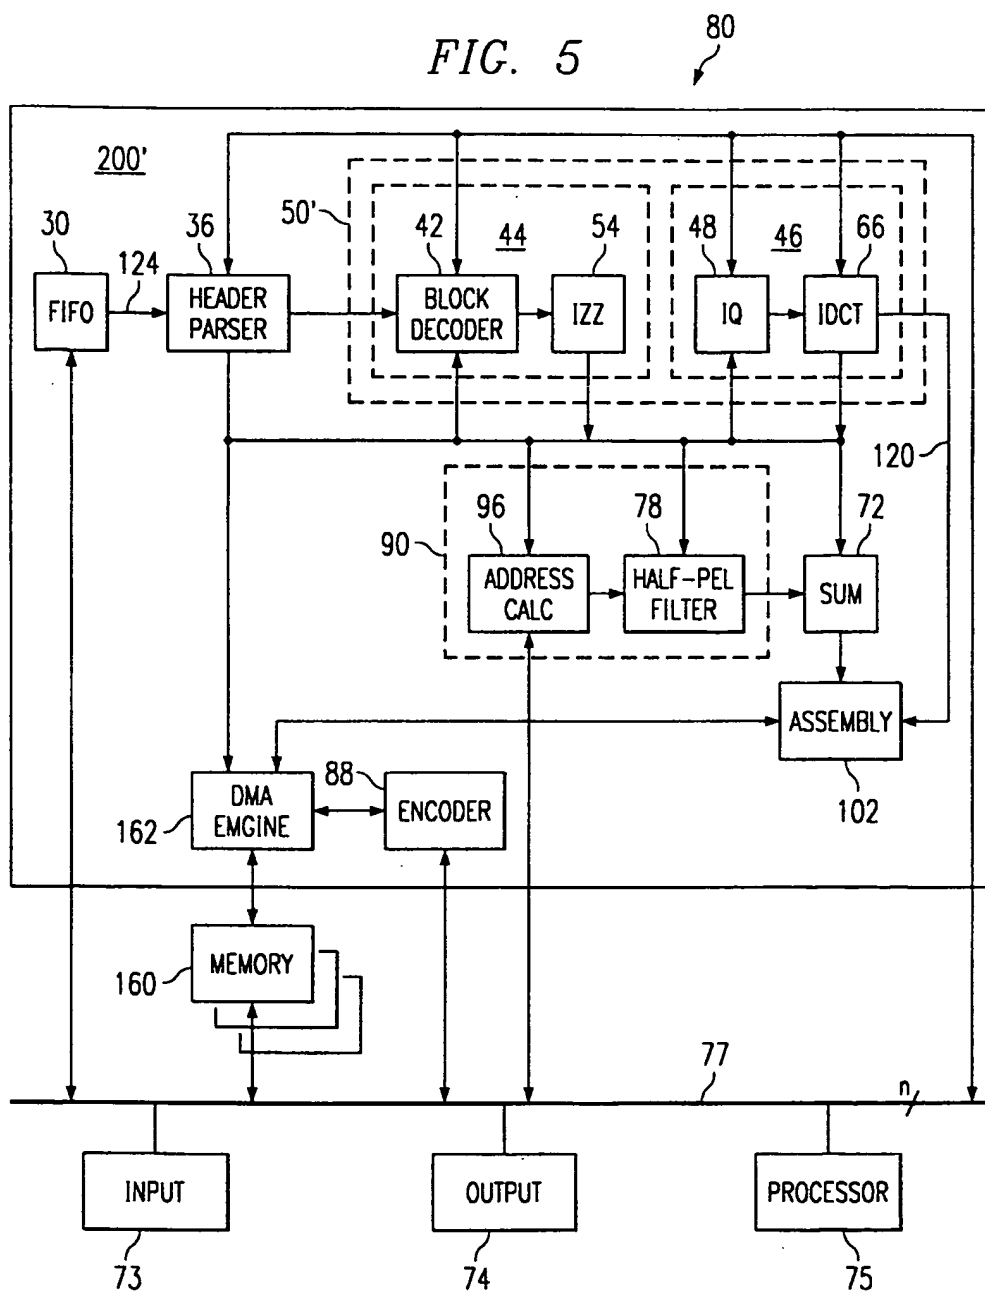 FIG. 5
80
200'
50'
30
124
36
42
44
54
48
46
66
FIFO
HEADER
PARSER
BLOCK
DECODER
IZZ
IQ
IDCT
120
90
96
78
72
ADDRESS
CALC
HALF-PEL
FILTER
SUM
ASSEMBLY
102
88
DMA
EMGINE
ENCODER
162
MEMORY
160
77
n
INPUT
OUTPUT
PROCESSOR
73
74
75